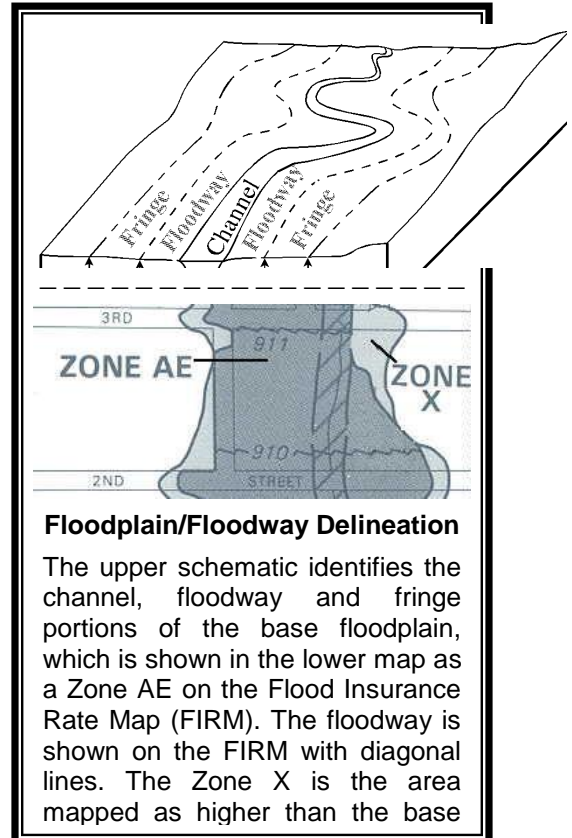 Fringe
Floodway
Channel
Floodway
Fringe
3RD
911
ZONE AE
ZONE
X
910
2ND
STREET
Floodplain/Floodway Delineation
The upper schematic identifies the
channel, floodway and fringe
portions of the base floodplain,
which is shown in the lower map as
a Zone AE on the Flood Insurance
Rate Map (FIRM). The floodway is
shown on the FIRM with diagonal
lines. The Zone X is the area
mapped as higher than the base